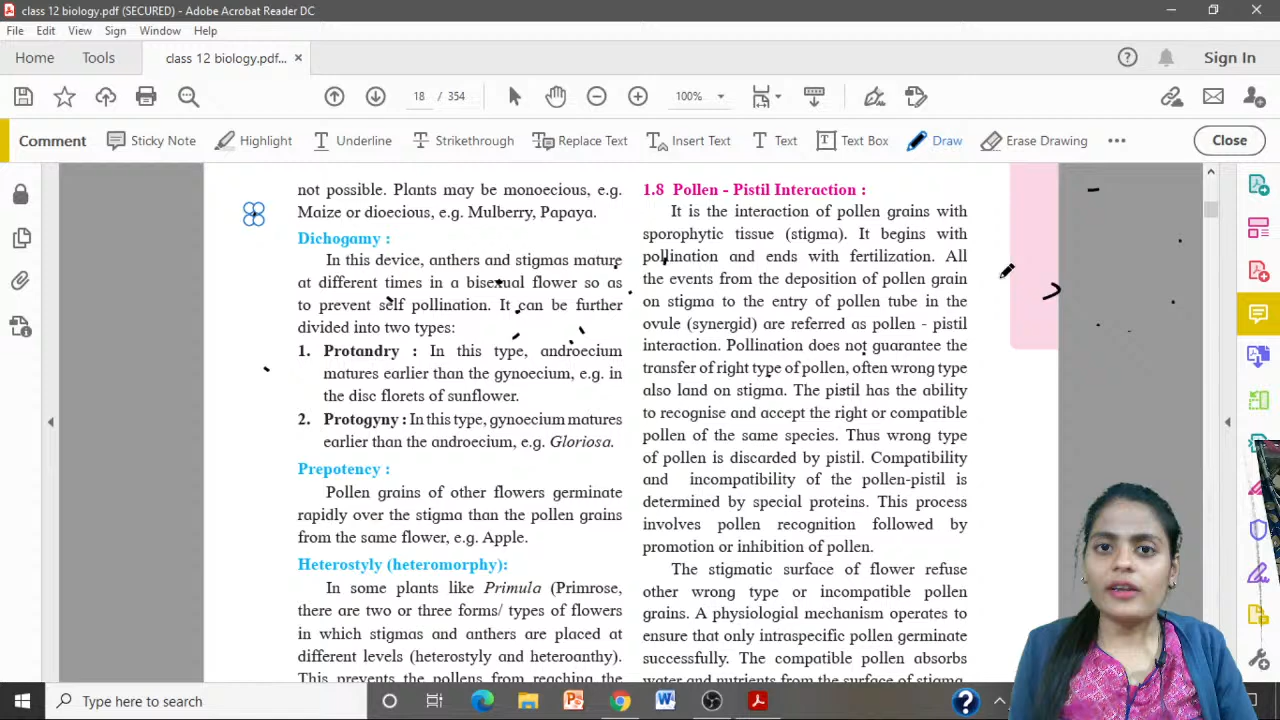 class 12 biology.pdf (SECURED) - Adobe Acrobat Reader DC
File Edit View Sign Window Help
Home Tools class 12 biology.pdf... × Sign In
18 / 354 100%
Comment Sticky Note Highlight Underline Strikethrough Replace Text Insert Text Text Text Box Draw Erase Drawing Close
not possible. Plants may be monoecious, e.g.
Maize or dioecious, e.g. Mulberry, Papaya.
Dichogamy :
In this device, anthers and stigmas mature
at different times in a bisexual flower so as
to prevent self pollination. It can be further
divided into two types:
1. Protandry : In this type, androecium
matures earlier than the gynoecium, e.g. in
the disc florets of sunflower.
2. Protogyny : In this type, gynoecium matures
earlier than the androecium, e.g. Gloriosa.
Prepotency :
Pollen grains of other flowers germinate
rapidly over the stigma than the pollen grains
from the same flower, e.g. Apple.
Heterostyly (heteromorphy):
In some plants like Primula (Primrose,
there are two or three forms/ types of flowers
in which stigmas and anthers are placed at
different levels (heterostyly and heteroanthy).
This prevents the pollens from reaching the
1.8 Pollen - Pistil Interaction :
It is the interaction of pollen grains with
sporophytic tissue (stigma). It begins with
pollination and ends with fertilization. All
the events from the deposition of pollen grain
on stigma to the entry of pollen tube in the
ovule (synergid) are referred as pollen - pistil
interaction. Pollination does not guarantee the
transfer of right type of pollen, often wrong type
also land on stigma. The pistil has the ability
to recognise and accept the right or compatible
pollen of the same species. Thus wrong type
of pollen is discarded by pistil. Compatibility
and incompatibility of the pollen-pistil is
determined by special proteins. This process
involves pollen recognition followed by
promotion or inhibition of pollen.
The stigmatic surface of flower refuse
other wrong type or incompatible pollen
grains. A physiologial mechanism operates to
ensure that only intraspecific pollen germinate
successfully. The compatible pollen absorbs
water and nutrients from the surface of stigma,
Type here to search